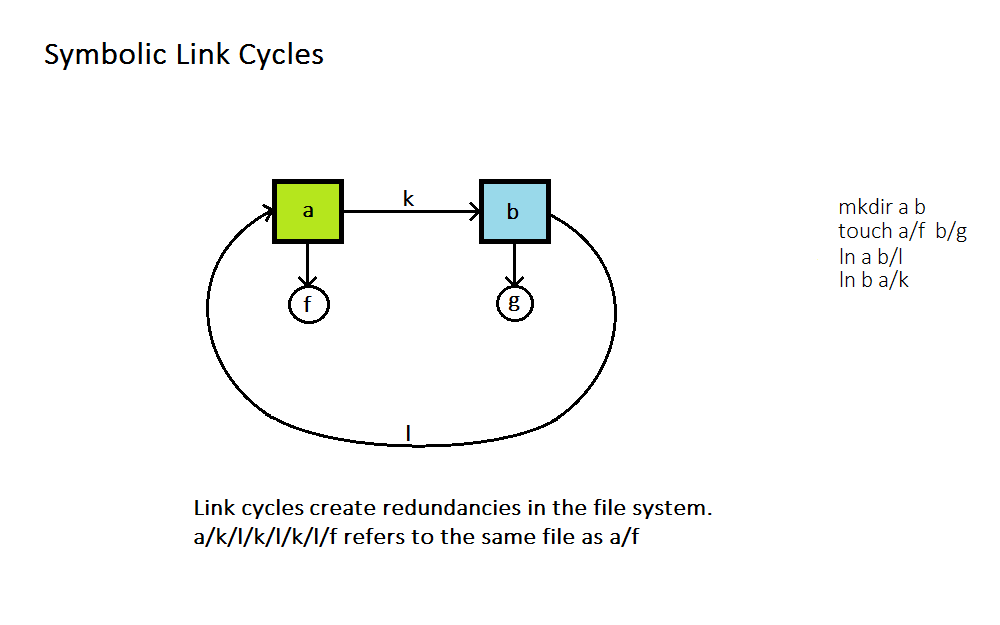 Symbolic Link Cycles
k
a
b
f
g
l
mkdir a b
touch a/f b/g
ln a b/l
ln b a/k
Link cycles create redundancies in the file system.
a/k/l/k/l/k/l/f refers to the same file as a/f